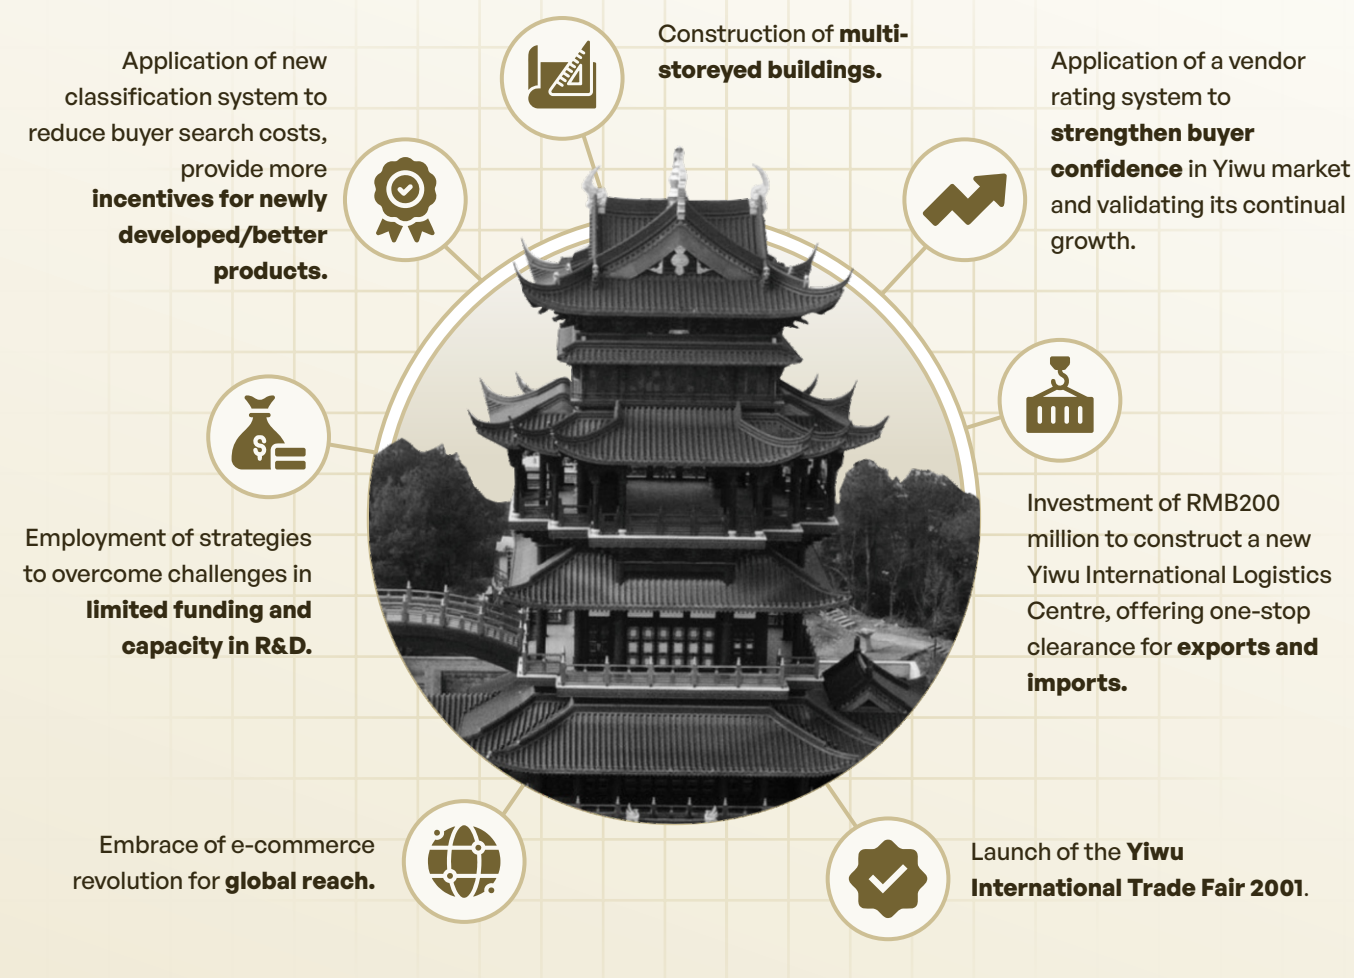 Construction of multi-
storeyed buildings.
Application of a vendor
rating system to
strengthen buyer
confidence in Yiwu market
and validating its continual
growth.
Investment of RMB200
million to construct a new
Yiwu International Logistics
Centre, offering one-stop
clearance for exports and
imports.
Launch of the Yiwu
International Trade Fair 2001.
Embrace of e-commerce
revolution for global reach.
Employment of strategies
to overcome challenges in
limited funding and
capacity in R&D.
$
Application of new
classification system to
reduce buyer search costs,
provide more
incentives for newly
developed/better
products.